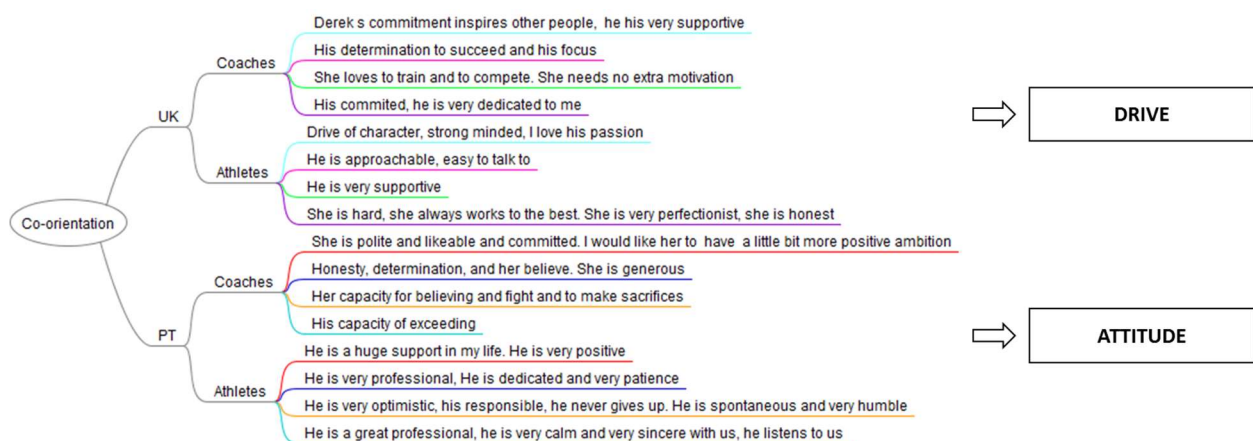 Co-orientation
UK
Coaches
Derek s commitment inspires other people, he his very supportive
His determination to succeed and his focus
She loves to train and to compete. She needs no extra motivation
His commited, he is very dedicated to me
Athletes
Drive of character, strong minded, I love his passion
He is approachable, easy to talk to
He is very supportive
She is hard, she always works to the best. She is very perfectionist, she is honest
DRIVE
PT
Coaches
She is polite and likeable and committed. I would like her to have a little bit more positive ambition
Honesty, determination, and her believe. She is generous
Her capacity for believing and fight and to make sacrifices
His capacity of exceeding
Athletes
He is a huge support in my life. He is very positive
He is very professional, He is dedicated and very patience
He is very optimistic, his responsible, he never gives up. He is spontaneous and very humble
He is a great professional, he is very calm and very sincere with us, he listens to us
ATTITUDE